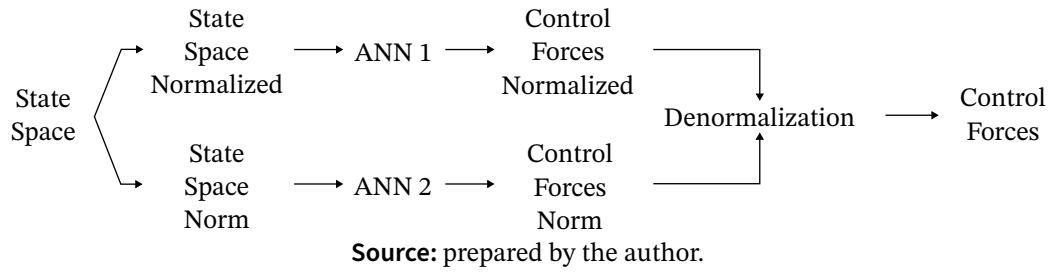 State
Space
State
Space
Normalized
ANN 1
Control
Forces
Normalized
State
Space
Norm
ANN 2
Control
Forces
Norm
Denormalization
Control
Forces
Source: prepared by the author.